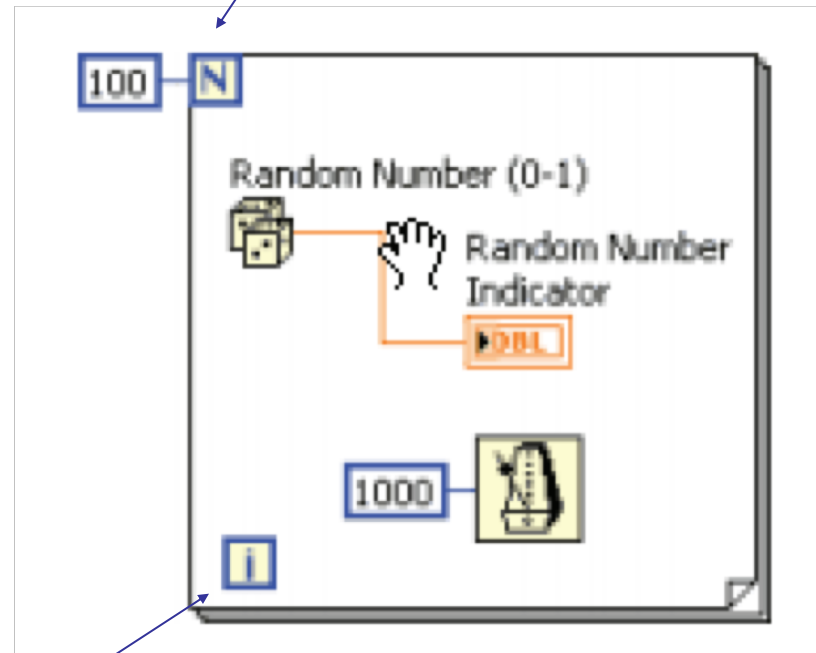 100
N
Random Number (0-1)
Random Number
Indicator
DBL
1000
i